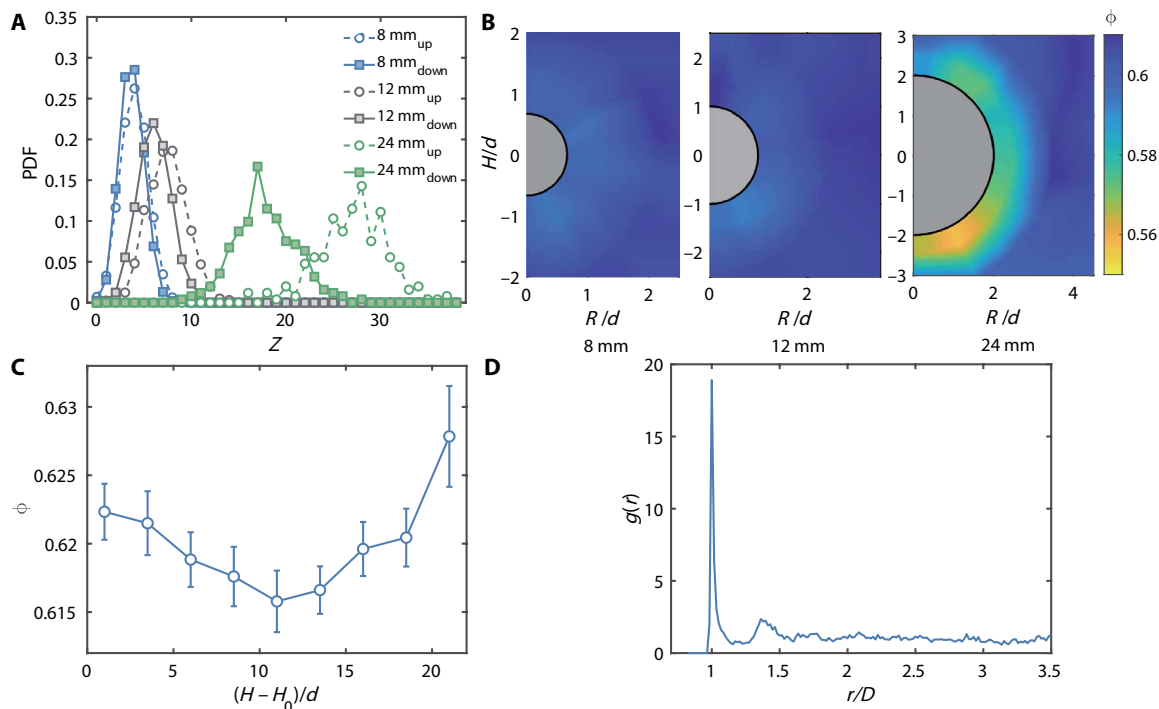 A
PDF
0.35
0.3
0.25
0.2
0.15
0.1
0.05
0
0 10 20 30
Z
8 mm_up
8 mm_down
12 mm_up
12 mm_down
24 mm_up
24 mm_down
B
H/d
2
1
0
-1
-2
0 1 2
R /d
8 mm
2.5
2
1
0
-1
-2
0 2
R /d
12 mm
3
2
1
0
-1
-2
-3
0 2 4
R /d
24 mm
ϕ
0.6
0.58
0.56
C
ϕ
0.63
0.625
0.62
0.615
0 5 10 15 20
(H – H_0)/d
D
g(r)
20
15
10
5
0
1 1.5 2 2.5 3 3.5
r/D